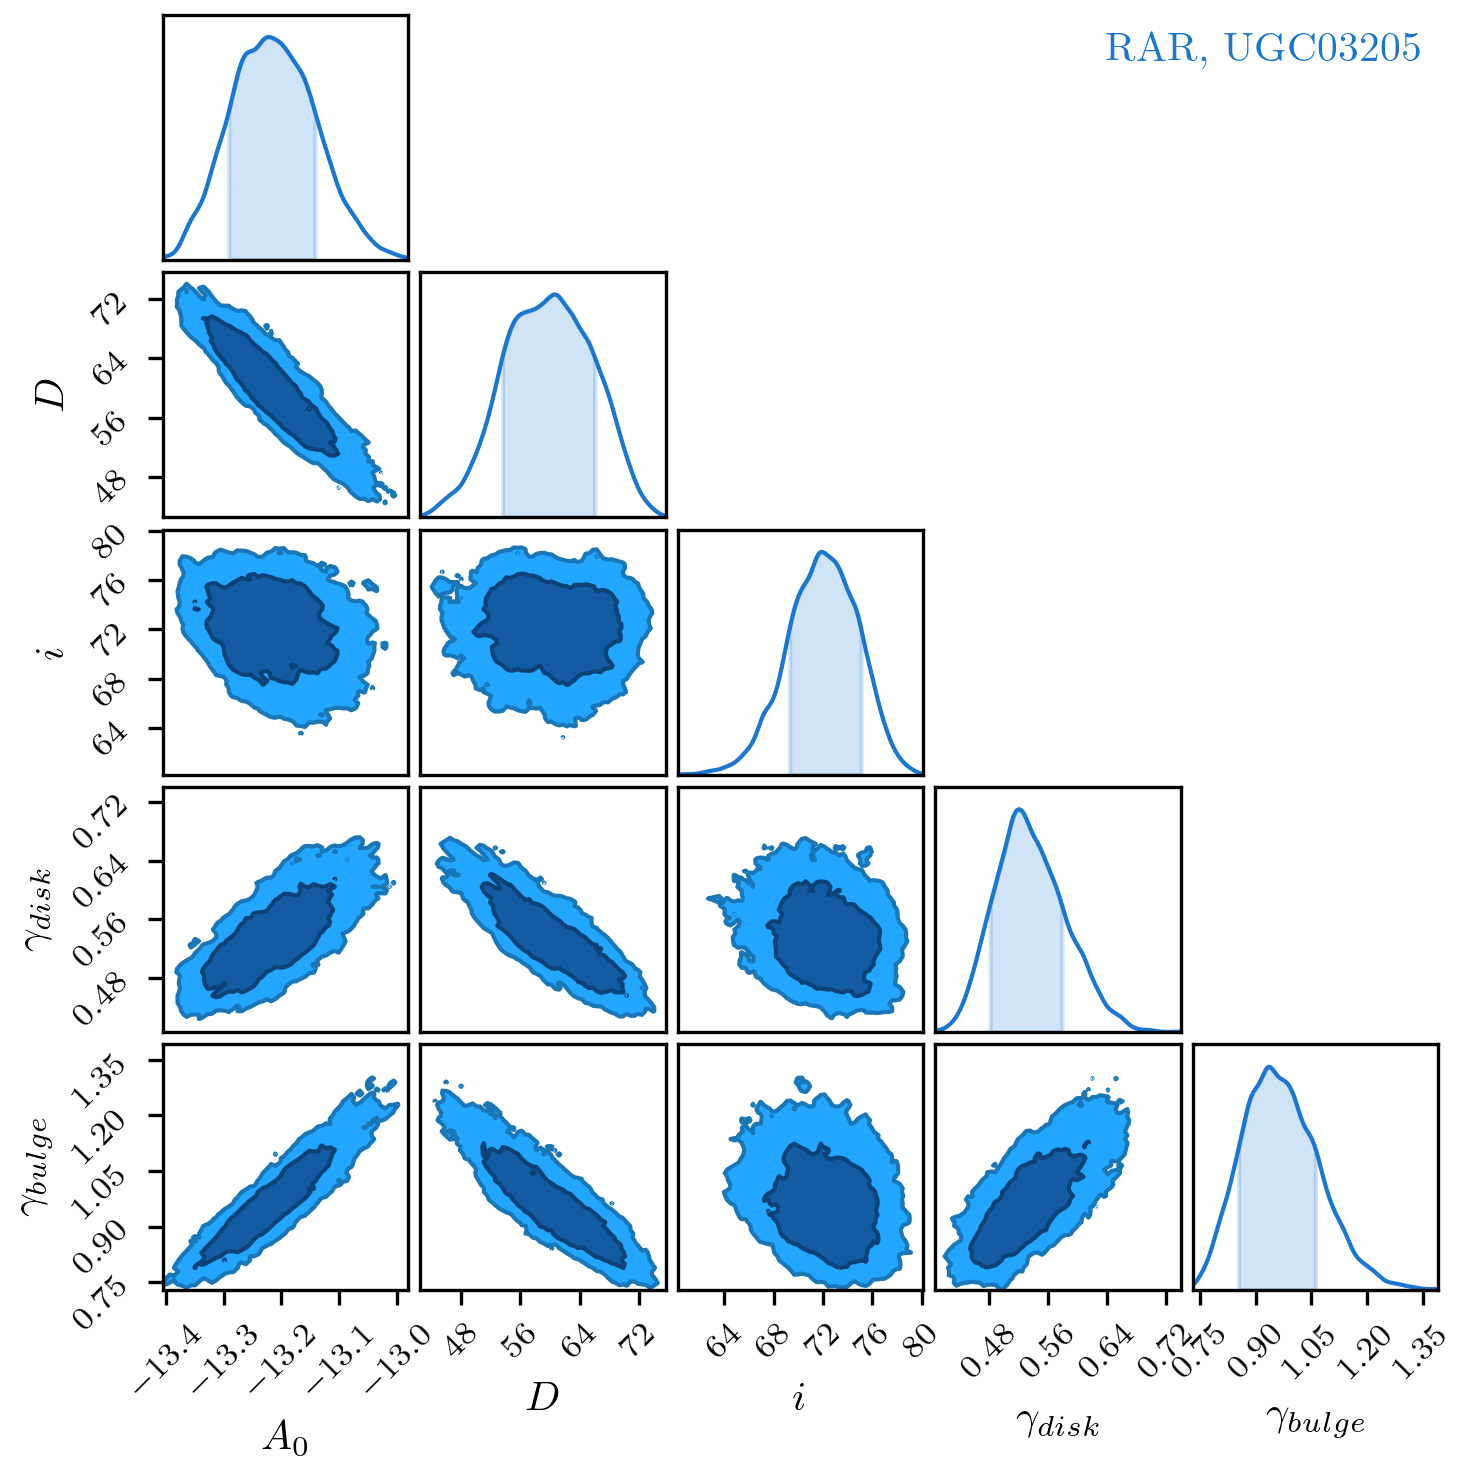 RAR, UGC03205
D
72
64
56
48
i
80
76
72
68
64
γdisk
0.72
0.64
0.56
0.48
γbulge
1.35
1.20
1.05
0.90
0.75
−13.4 −13.3 −13.2 −13.1 −13.0
48 56 64 72
64 68 72 76 80
0.48 0.56 0.64 0.72
0.75 0.90 1.05 1.20 1.35
A0
D
i
γdisk
γbulge